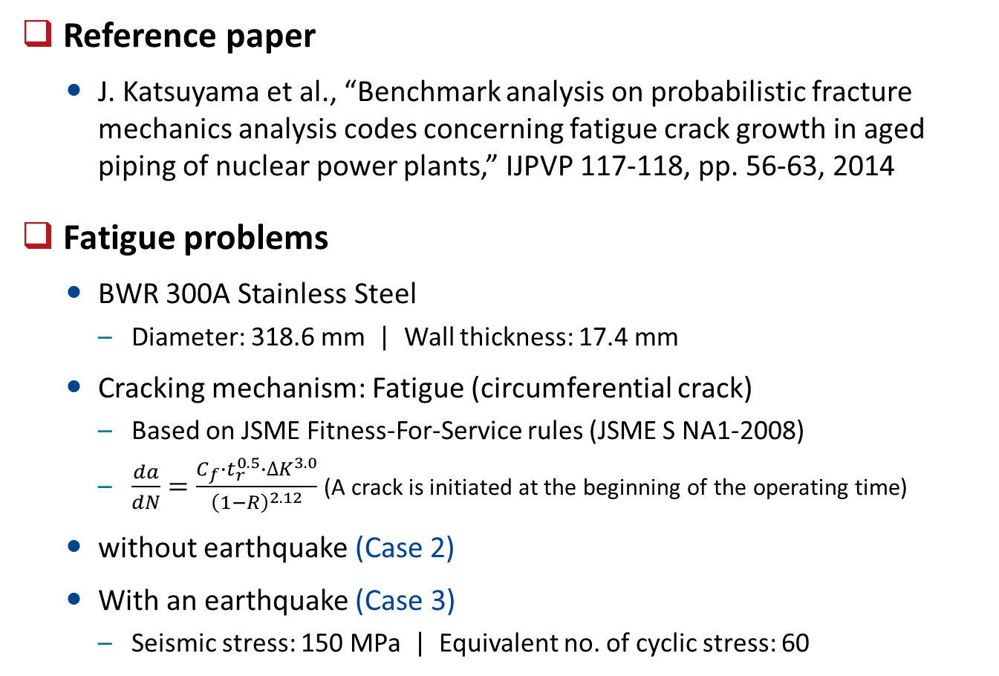 Reference paper
• J. Katsuyama et al., “Benchmark analysis on probabilistic fracture
mechanics analysis codes concerning fatigue crack growth in aged
piping of nuclear power plants,” IJPVP 117-118, pp. 56-63, 2014
Fatigue problems
• BWR 300A Stainless Steel
– Diameter: 318.6 mm | Wall thickness: 17.4 mm
• Cracking mechanism: Fatigue (circumferential crack)
– Based on JSME Fitness-For-Service rules (JSME S NA1-2008)
– $\frac{da}{dN} = \frac{C_f \cdot t_r^{0.5} \cdot \Delta K^{3.0}}{(1-R)^{2.12}}$ (A crack is initiated at the beginning of the operating time)
• without earthquake (Case 2)
• With an earthquake (Case 3)
– Seismic stress: 150 MPa | Equivalent no. of cyclic stress: 60